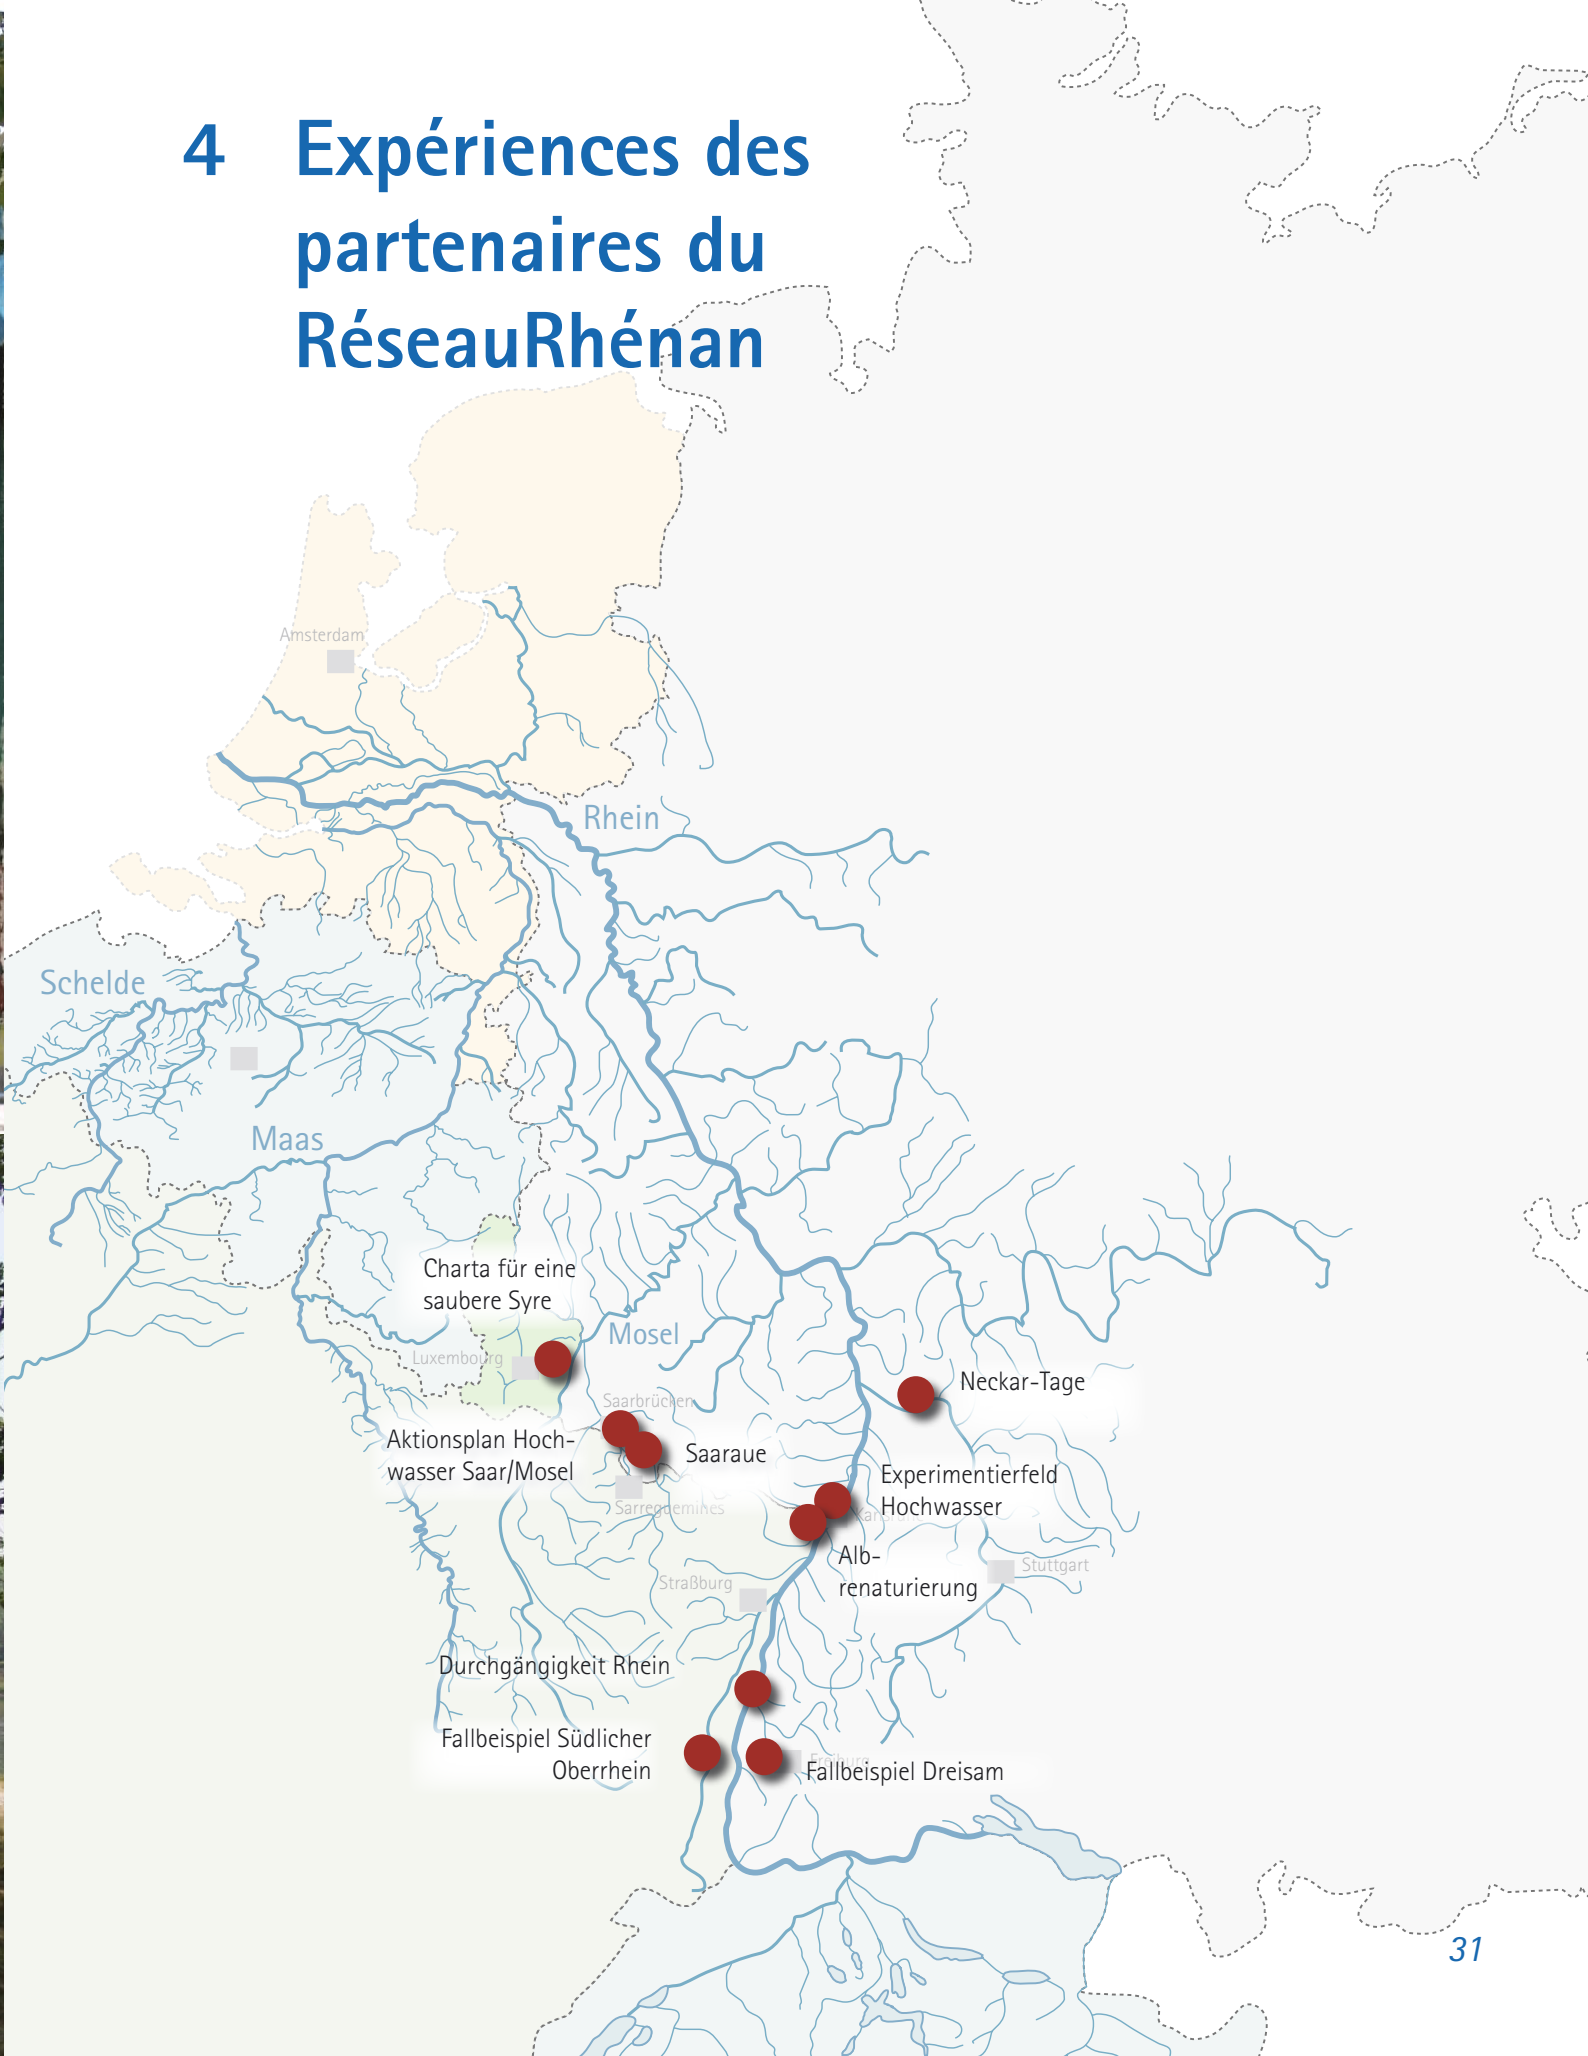 4 Expériences des
partenaires du
RéseauRhénan
Amsterdam
Rhein
Schelde
Maas
Charta für eine
saubere Syre
Mosel
Luxembourg
Neckar-Tage
Saarbrücken
Aktionsplan Hoch-
wasser Saar/Mosel
Saaraue
Experimentierfeld
Hochwasser
Sarreguemines
Karlsruhe
Alb-
renaturierung
Stuttgart
Straßburg
Durchgängigkeit Rhein
Fallbeispiel Südlicher
Oberrhein
Freiburg
Fallbeispiel Dreisam
31